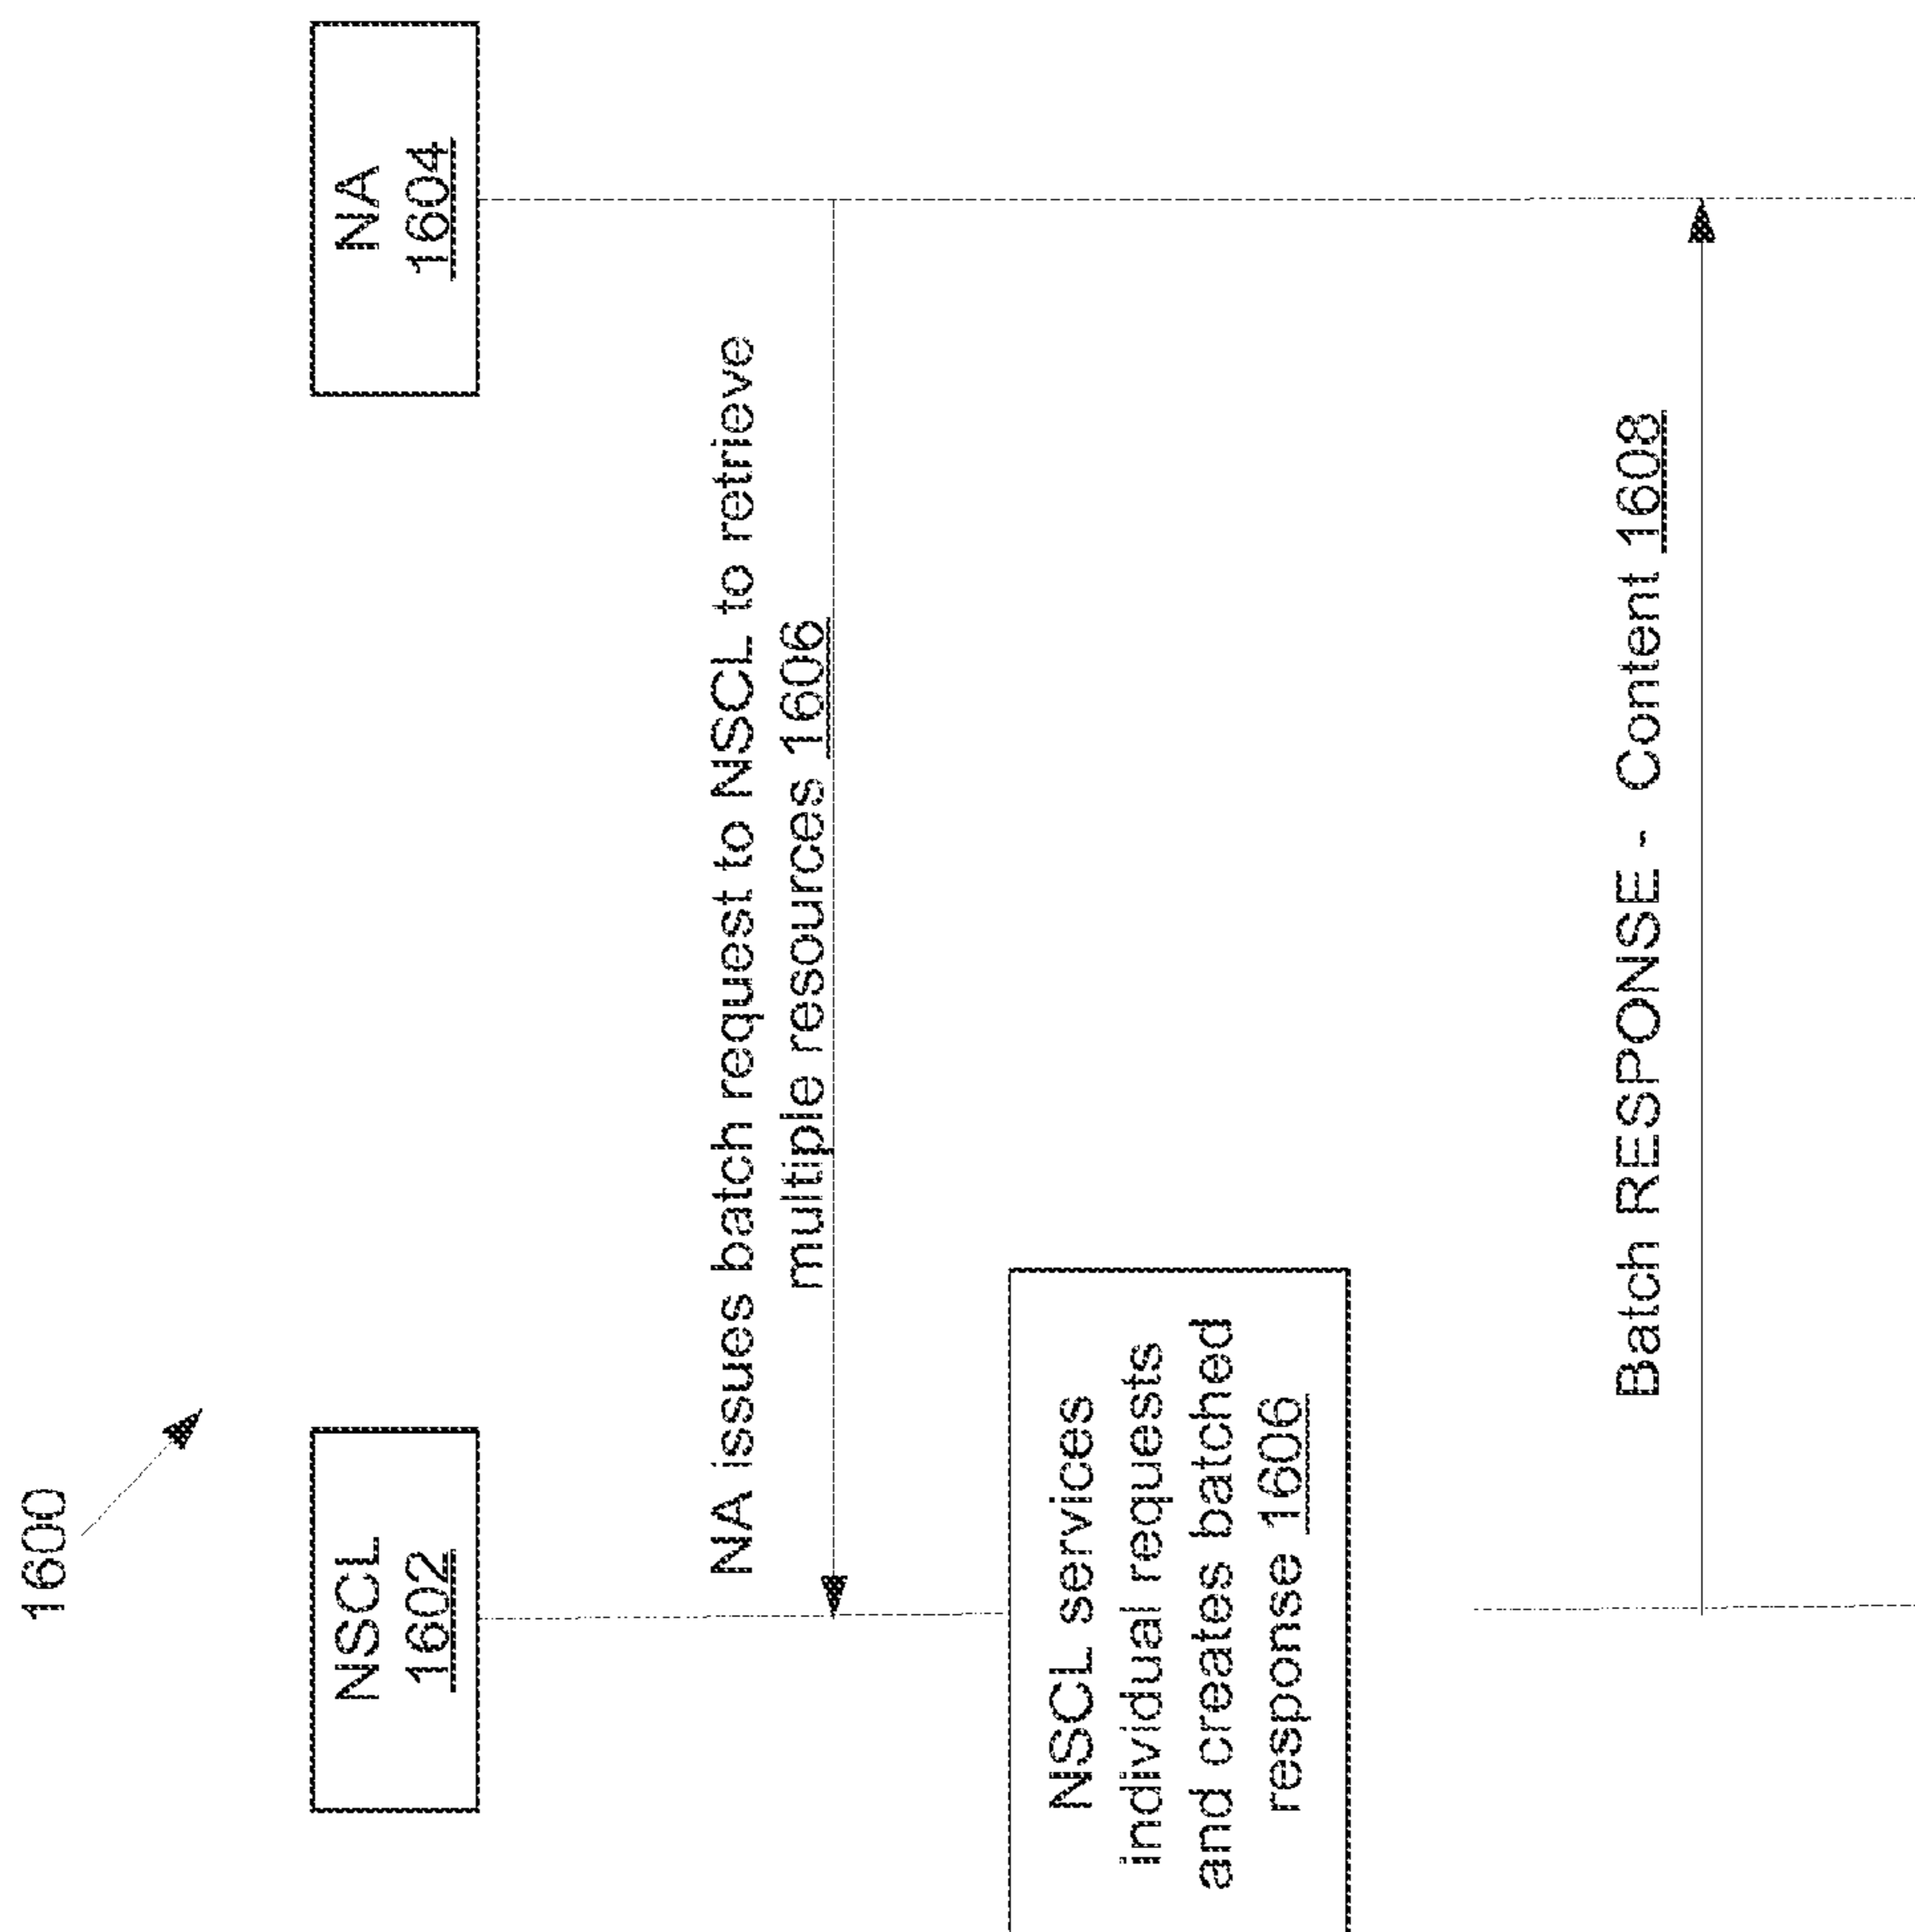 1600
NSCL
1602
NA
1604
NA issues batch request to NSCL to retrieve
multiple resources 1606
NSCL services
individual requests
and creates batched
response 1606
Batch RESPONSE - Content 1608